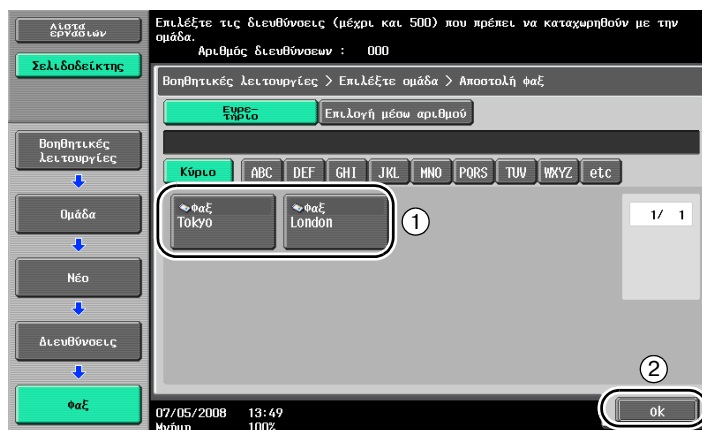 Λίστα
εργασιών
Σελιδοδείκτης
Επιλέξτε τις διευθύνσεις (μέχρι και 500) που πρέπει να καταχωρηθούν με την
ομάδα.
Αριθμός διευθύνσεων : 000
Βοηθητικές λειτουργίες > Επιλέξτε ομάδα > Αποστολή φαξ
Ευρε-
τήριο
Επιλογή μέσω αριθμού
Βοηθητικές
λειτουργίες
Κύριο ABC DEF GHI JKL MNO PQRS TUV WXYZ etc
Ομάδα
Φαξ
Tokyo
Φαξ
London
1
1/ 1
Νέο
Διευθύνσεις
2
Φαξ
07/05/2008 13:49
Μνήμη 100%
ok